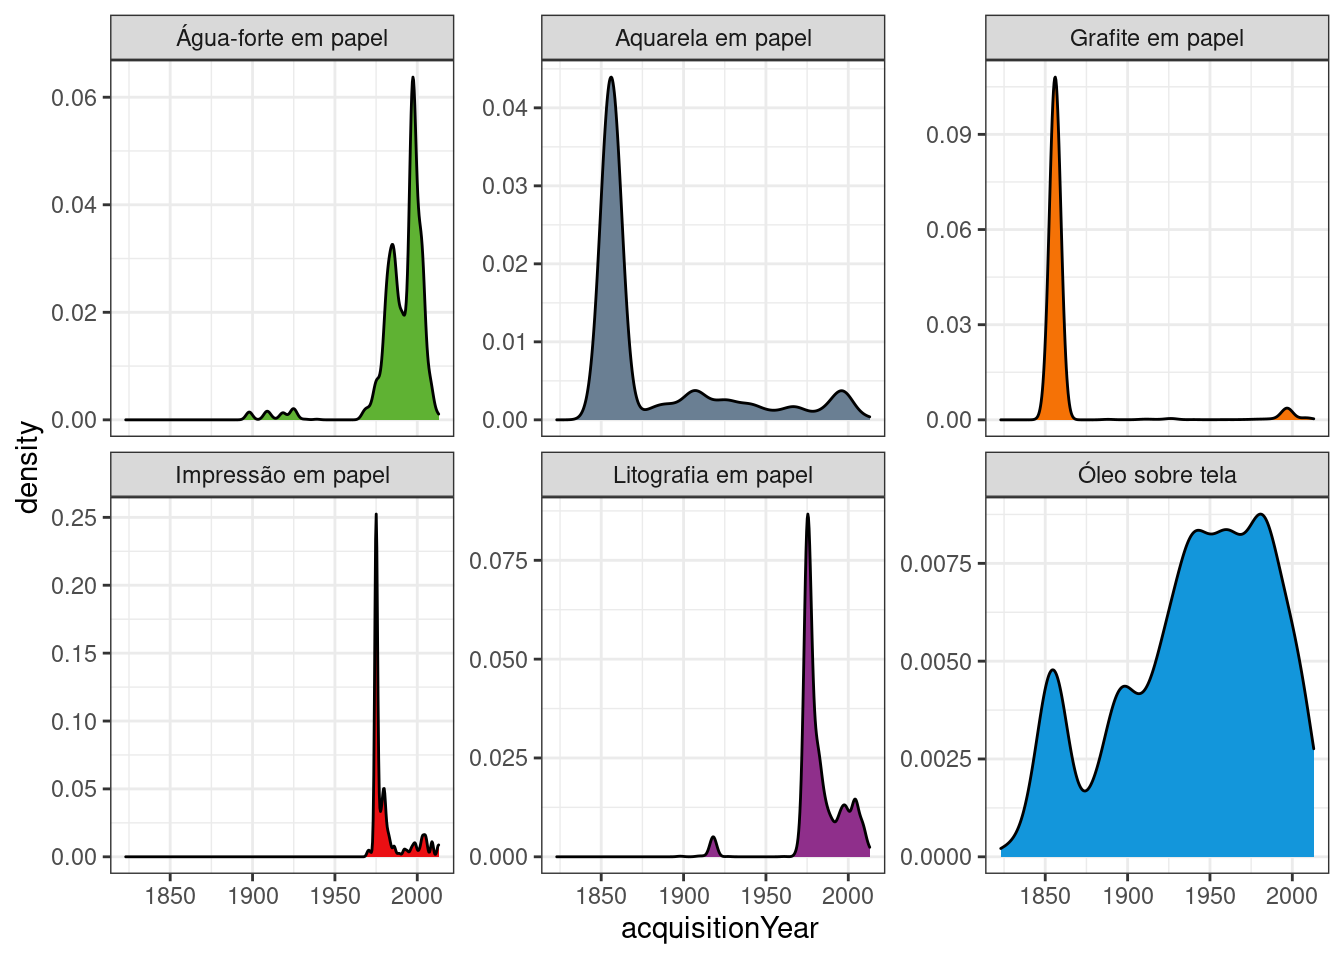 Água-forte em papel
Aquarela em papel
Grafite em papel
0.06
0.04
0.02
0.00
0.04
0.03
0.02
0.01
0.00
0.09
0.06
0.03
0.00
density
Impressão em papel
Litografia em papel
Óleo sobre tela
0.25
0.20
0.15
0.10
0.05
0.00
0.075
0.050
0.025
0.000
0.0075
0.0050
0.0025
0.0000
1850 1900 1950 2000
1850 1900 1950 2000
1850 1900 1950 2000
acquisitionYear